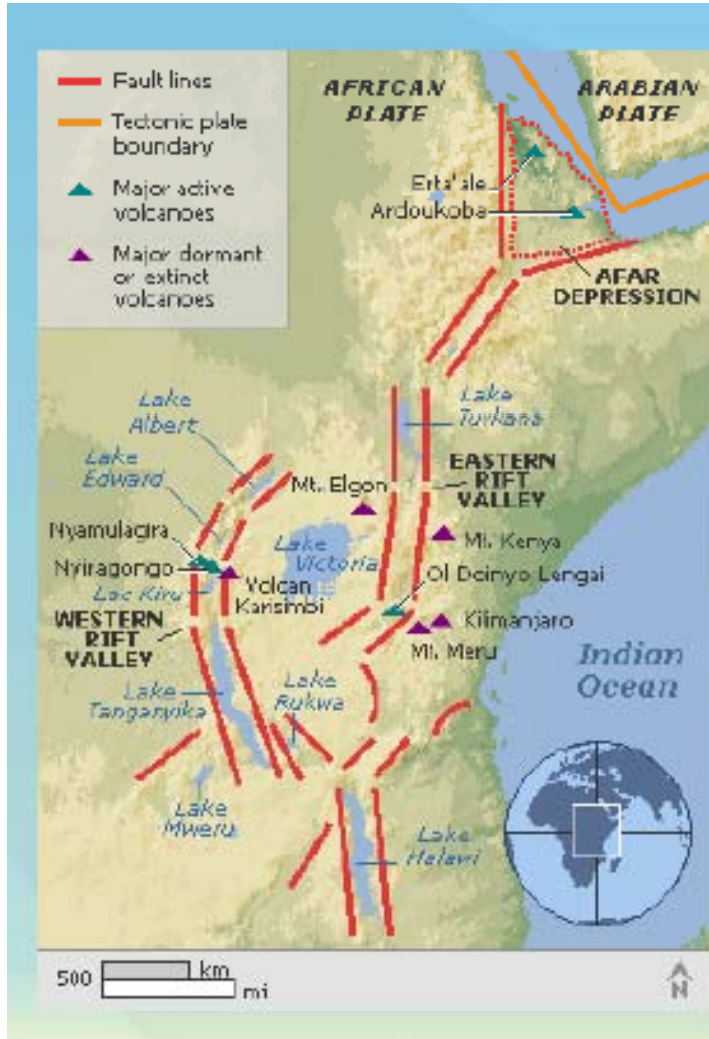 Fault lines
Tectonic plate
boundary
Major active
volcanoes
Major dormant
or extinct
volcanoes
AFRICAN
PLATE
ARABIAN
PLATE
Erta'ale
Ardoukoba
AFAR
DEPRESSION
Lake
Albert
Lake
Turkana
Lake
Edward
EASTERN
RIFT
VALLEY
Mt. Elgon
Nyamulagira
Lake
Victoria
Mt. Kenya
Nyiragongo
Ol Doinyo Lengai
Lac Kivu
Volcan
Karisimbi
WESTERN
RIFT
VALLEY
Kilimanjaro
Mt. Meru
Indian
Ocean
Lake
Tanganyika
Lake
Rukwa
Lake
Mweru
Lake
Malawi
500
km
mi
N